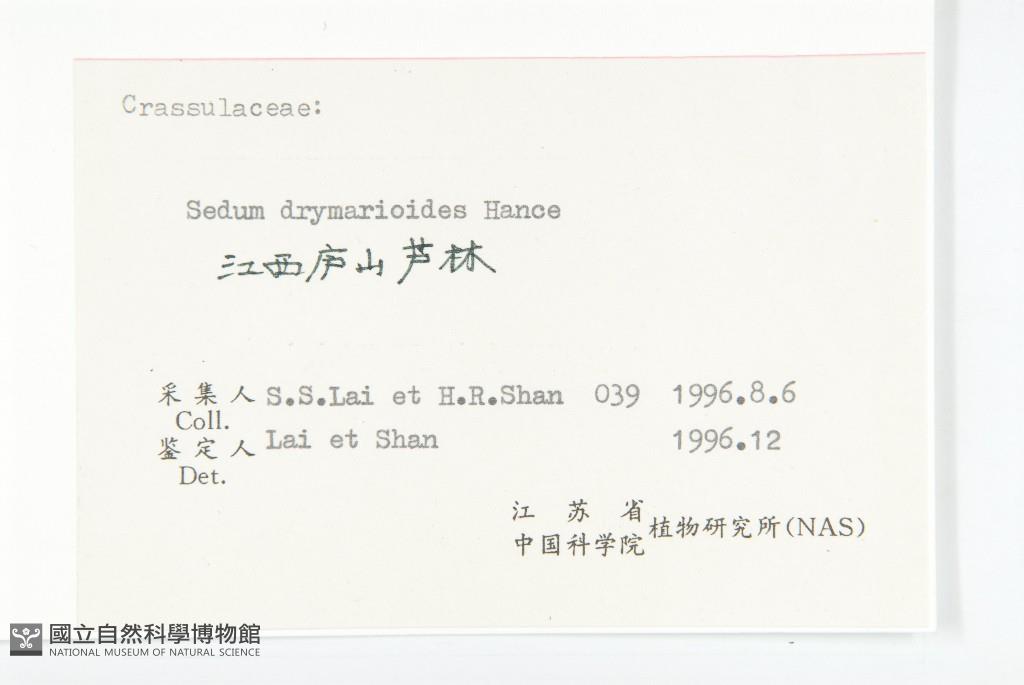 Crassulaceae:
Sedum drymarioides Hance
江西庐山芦林
采集人 S.S.Lai et H.R.Shan 039 1996.8.6
Coll.
鉴定人 Lai et Shan 1996.12
Det.
江苏省
中国科学院 植物研究所(NAS)
國立自然科學博物館
NATIONAL MUSEUM OF NATURAL SCIENCE